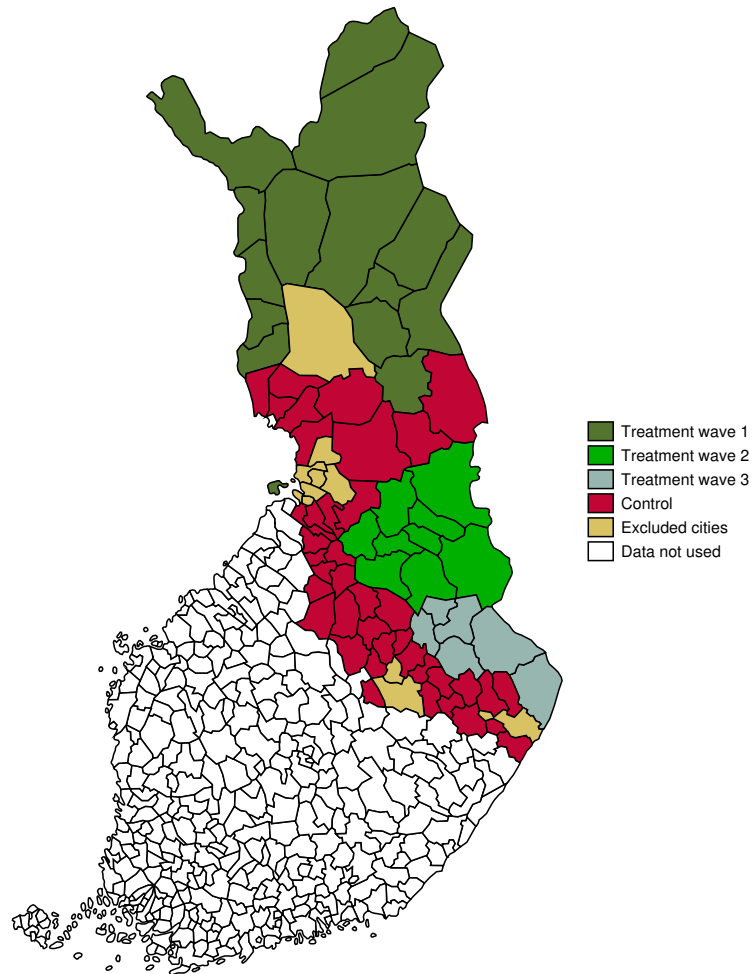 Treatment wave 1
Treatment wave 2
Treatment wave 3
Control
Excluded cities
Data not used